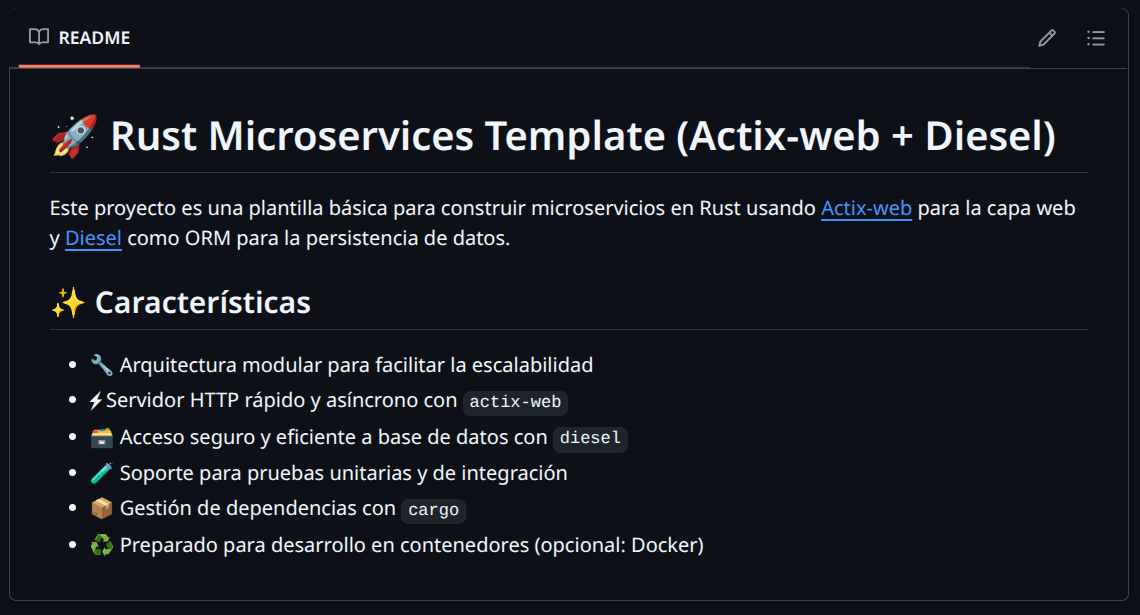 README
🚀 Rust Microservices Template (Actix-web + Diesel)
Este proyecto es una plantilla básica para construir microservicios en Rust usando Actix-web para la capa web
y Diesel como ORM para la persistencia de datos.
✨ Características
• 🔧 Arquitectura modular para facilitar la escalabilidad
• ⚡Servidor HTTP rápido y asíncrono con actix-web
• 🗃️ Acceso seguro y eficiente a base de datos con diesel
• 🧪 Soporte para pruebas unitarias y de integración
• 📦 Gestión de dependencias con cargo
• ♻️ Preparado para desarrollo en contenedores (opcional: Docker)